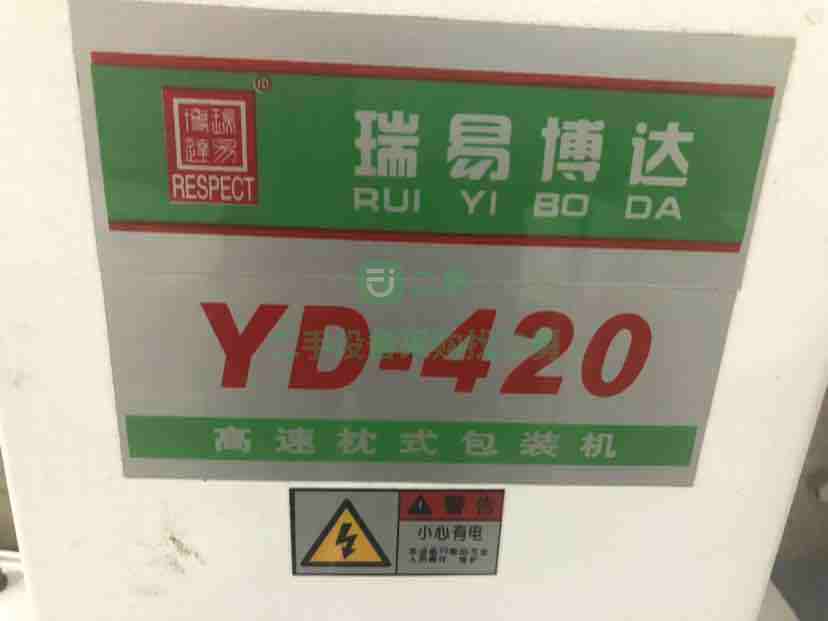 瑞易博达
RESPECT
RUI YI BO DA
YD-420
高速枕式包装机
警告
小心有电